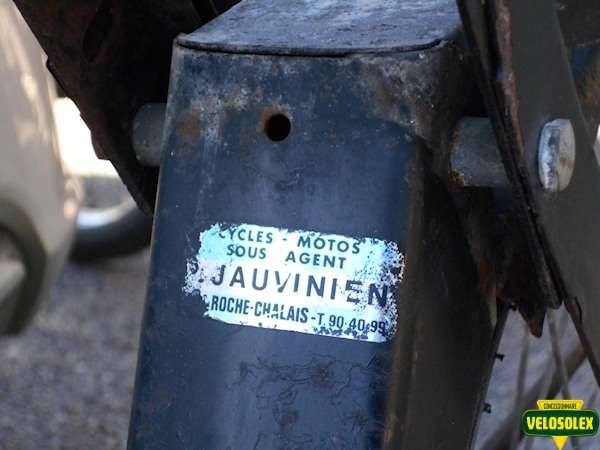 CYCLES - MOTOS
SOUS AGENT
JAUVINIEN
ROCHE-CHALAIS - T. 90-40-99
CONCESSIONNAIRE
VELOSOLEX